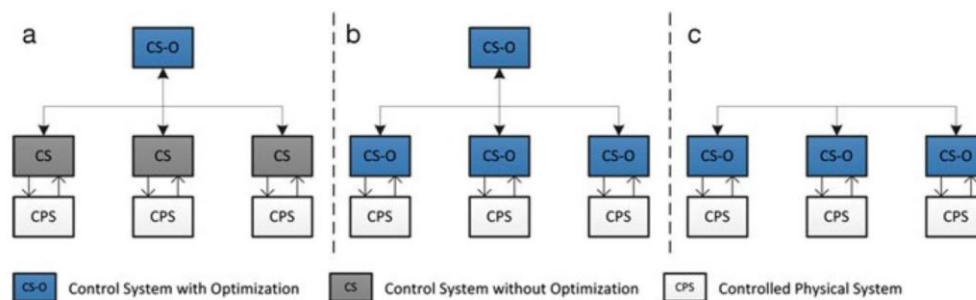 a b c
CS-O CS-O
CS CS CS CS-O CS-O CS-O CS-O CS-O CS-O
CPS CPS CPS CPS CPS CPS CPS CPS CPS
CS-O Control System with Optimization CS Control System without Optimization CPS Controlled Physical System